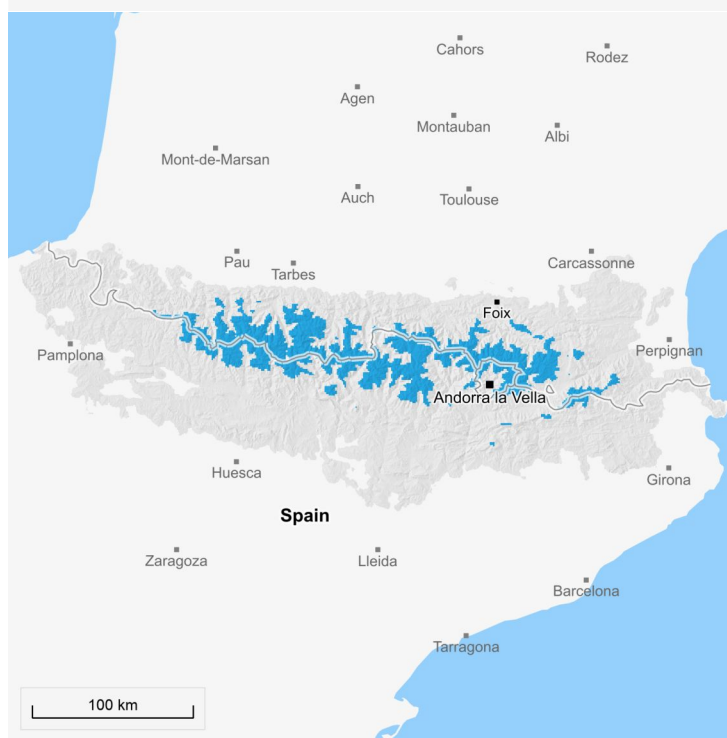 Cahors
Rodez
Agen
Montauban
Albi
Mont-de-Marsan
Auch
Toulouse
Pau
Tarbes
Carcassonne
Foix
Pamplona
Perpignan
Andorra la Vella
Huesca
Girona
Spain
Zaragoza
Lleida
Barcelona
Tarragona
100 km